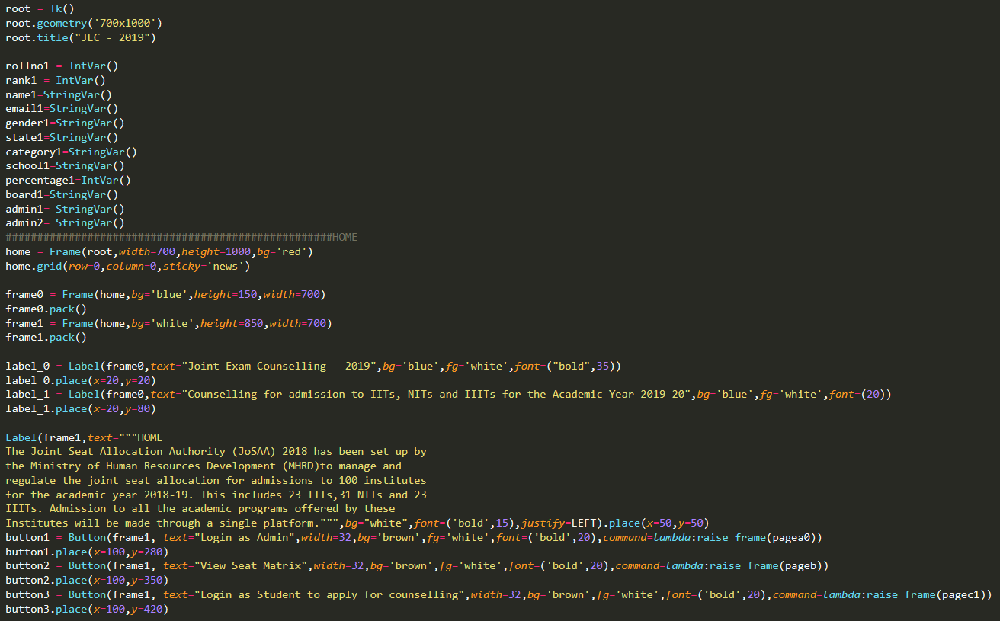 root = Tk()
root.geometry('700x1000')
root.title("JEC - 2019")

rollno1 = IntVar()
rank1 = IntVar()
name1=StringVar()
email1=StringVar()
gender1=StringVar()
state1=StringVar()
category1=StringVar()
school1=StringVar()
percentage1=IntVar()
board1=StringVar()
admin1= StringVar()
admin2= StringVar()
####################################################HOME
home = Frame(root,width=700,height=1000,bg='red')
home.grid(row=0,column=0,sticky='news')

frame0 = Frame(home,bg='blue',height=150,width=700)
frame0.pack()
frame1 = Frame(home,bg='white',height=850,width=700)
frame1.pack()

label_0 = Label(frame0,text="Joint Exam Counselling - 2019",bg='blue',fg='white',font=("bold",35))
label_0.place(x=20,y=20)
label_1 = Label(frame0,text="Counselling for admission to IITs, NITs and IIITs for the Academic Year 2019-20",bg='blue',fg='white',font=(20))
label_1.place(x=20,y=80)

Label(frame1,text="""HOME
The Joint Seat Allocation Authority (JoSAA) 2018 has been set up by
the Ministry of Human Resources Development (MHRD)to manage and
regulate the joint seat allocation for admissions to 100 institutes
for the academic year 2018-19. This includes 23 IITs,31 NITs and 23
IIITs. Admission to all the academic programs offered by these
Institutes will be made through a single platform.""",bg="white",font=('bold',15),justify=LEFT).place(x=50,y=50)
button1 = Button(frame1, text="Login as Admin",width=32,bg='brown',fg='white',font=('bold',20),command=lambda:raise_frame(pagea0))
button1.place(x=100,y=280)
button2 = Button(frame1, text="View Seat Matrix",width=32,bg='brown',fg='white',font=('bold',20),command=lambda:raise_frame(pageb))
button2.place(x=100,y=350)
button3 = Button(frame1, text="Login as Student to apply for counselling",width=32,bg='brown',fg='white',font=('bold',20),command=lambda:raise_frame(pagec1))
button3.place(x=100,y=420)